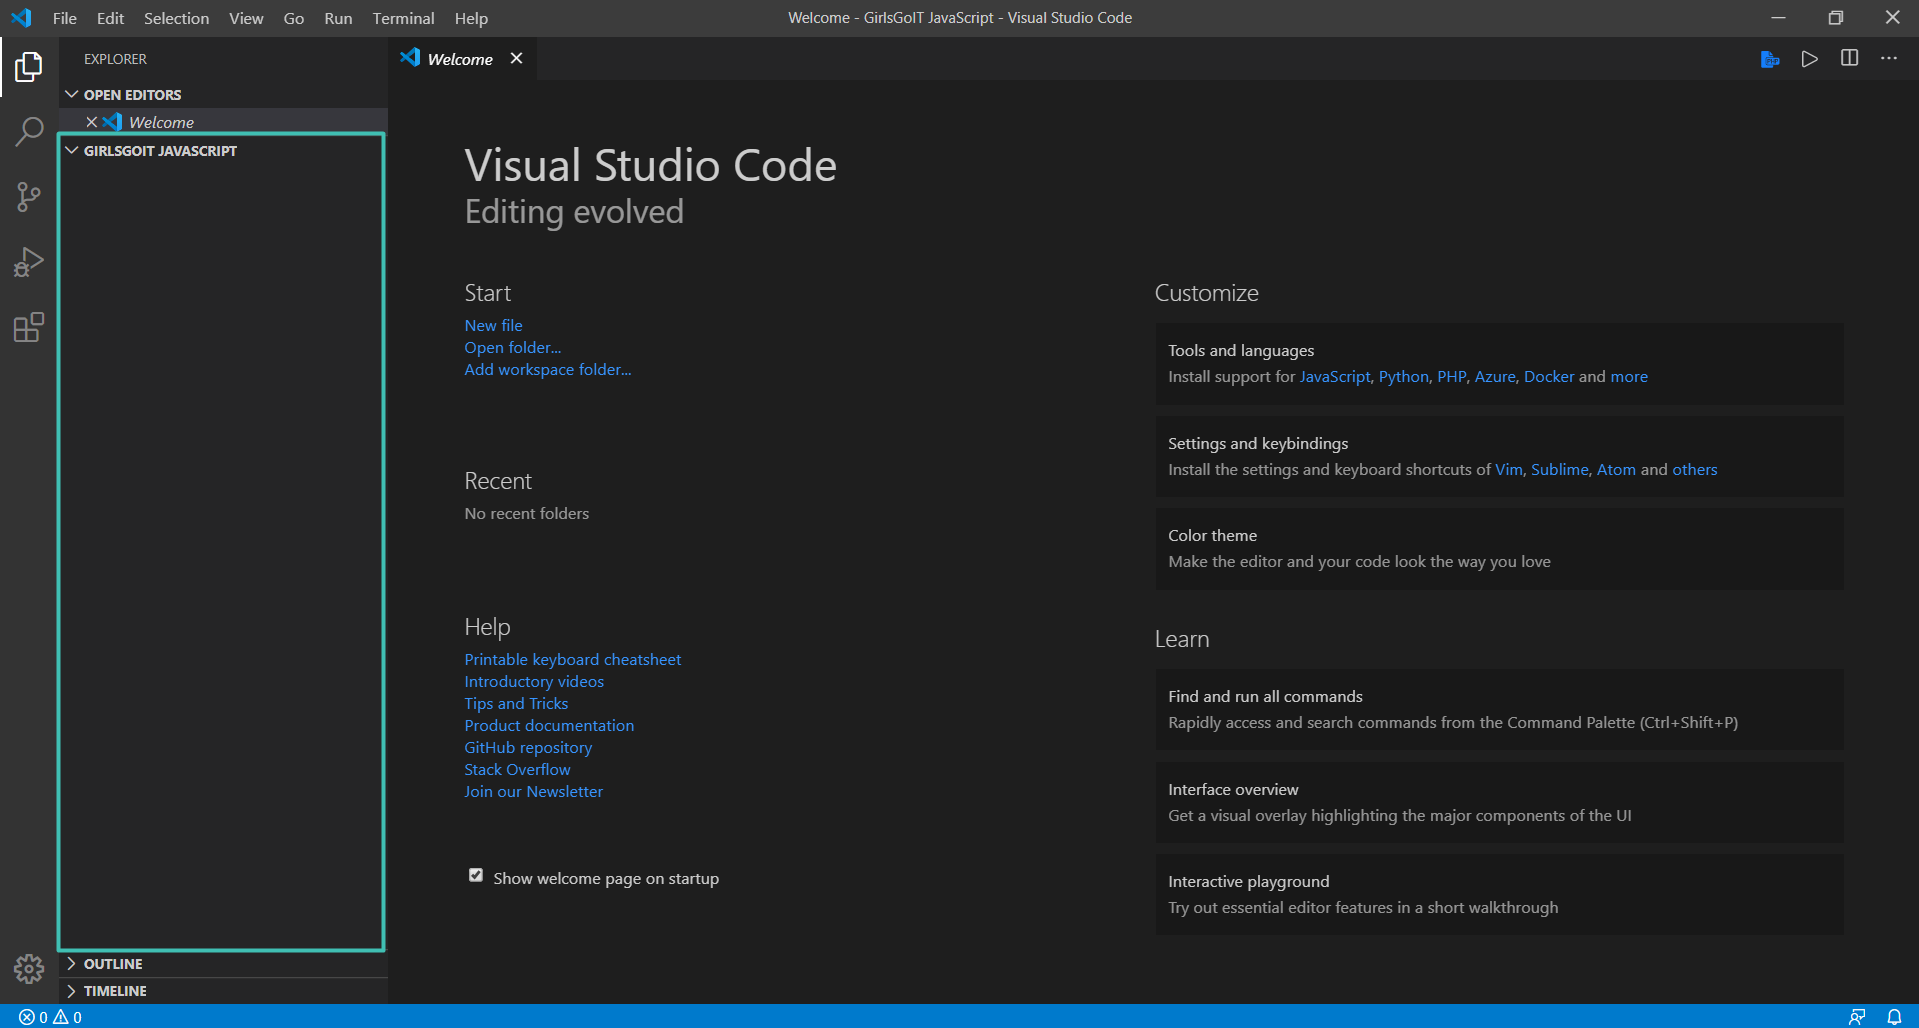 File Edit Selection View Go Run Terminal Help
Welcome - GirlsGoIT JavaScript - Visual Studio Code
EXPLORER
OPEN EDITORS
Welcome
GIRLSGOIT JAVASCRIPT
OUTLINE
TIMELINE
Welcome
Visual Studio Code
Editing evolved
Start
New file
Open folder...
Add workspace folder...
Recent
No recent folders
Help
Printable keyboard cheatsheet
Introductory videos
Tips and Tricks
Product documentation
GitHub repository
Stack Overflow
Join our Newsletter
Show welcome page on startup
Customize
Tools and languages
Install support for JavaScript, Python, PHP, Azure, Docker and more
Settings and keybindings
Install the settings and keyboard shortcuts of Vim, Sublime, Atom and others
Color theme
Make the editor and your code look the way you love
Learn
Find and run all commands
Rapidly access and search commands from the Command Palette (Ctrl+Shift+P)
Interface overview
Get a visual overlay highlighting the major components of the UI
Interactive playground
Try out essential editor features in a short walkthrough
0 0